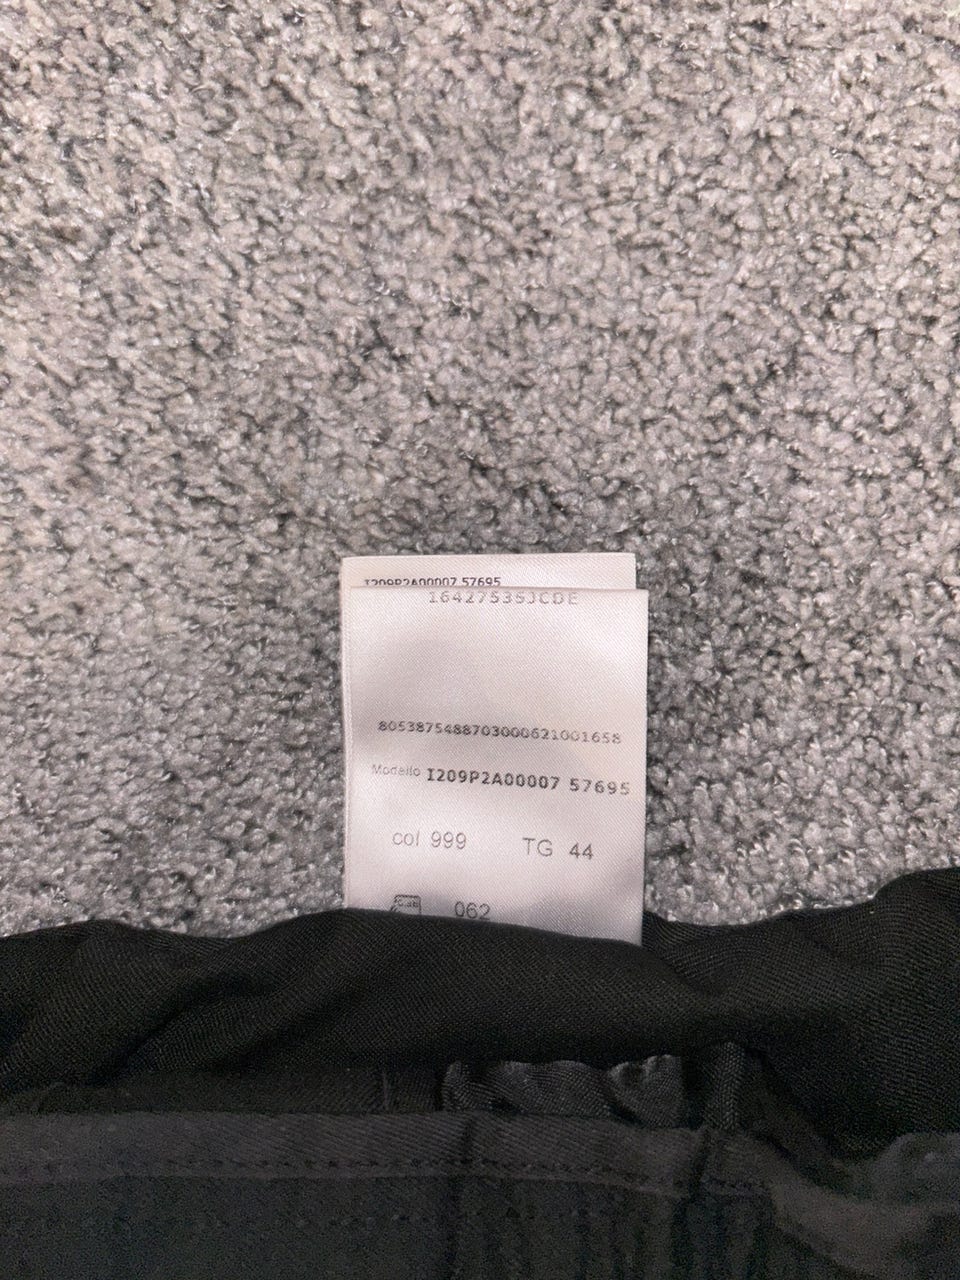 I209P2A00007 57695
16427535JCDE
8053875488703000621001658
Modello I209P2A00007 57695
col 999 TG 44
062